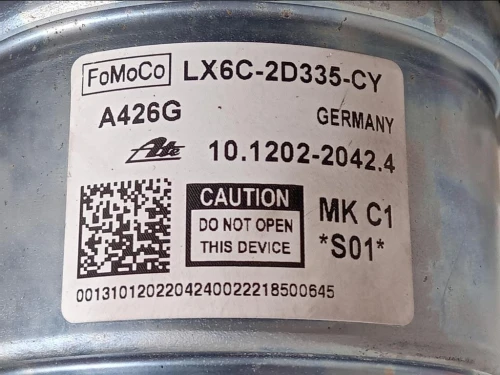 FoMoCo LX6C-2D335-CY
A426G GERMANY
Ate 10.1202-2042.4
CAUTION
DO NOT OPEN
THIS DEVICE
MK C1
*S01*
0013101202204240022218500645